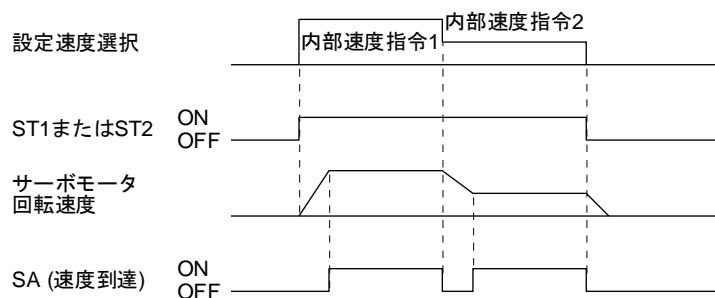 設定速度選択
内部速度指令1
内部速度指令2
ST1またはST2
ON
OFF
サーボモータ
回転速度
SA (速度到達)
ON
OFF